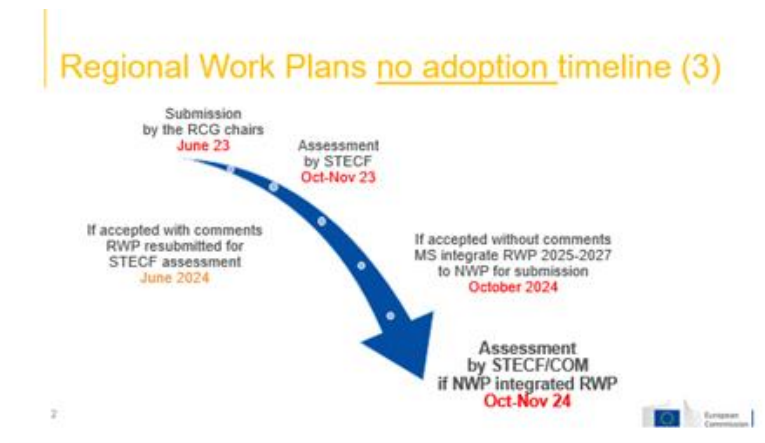 Regional Work Plans no adoption timeline (3)
Submission
by the RCG chairs
June 23
Assessment
by STECF
Oct-Nov 23
If accepted with comments
RWP resubmitted for
STECF assessment
June 2024
If accepted without comments
MS integrate RWP 2025-2027
to NWP for submission
October 2024
Assessment
by STECF/COM
if NWP integrated RWP
Oct-Nov 24
2
European
Commission